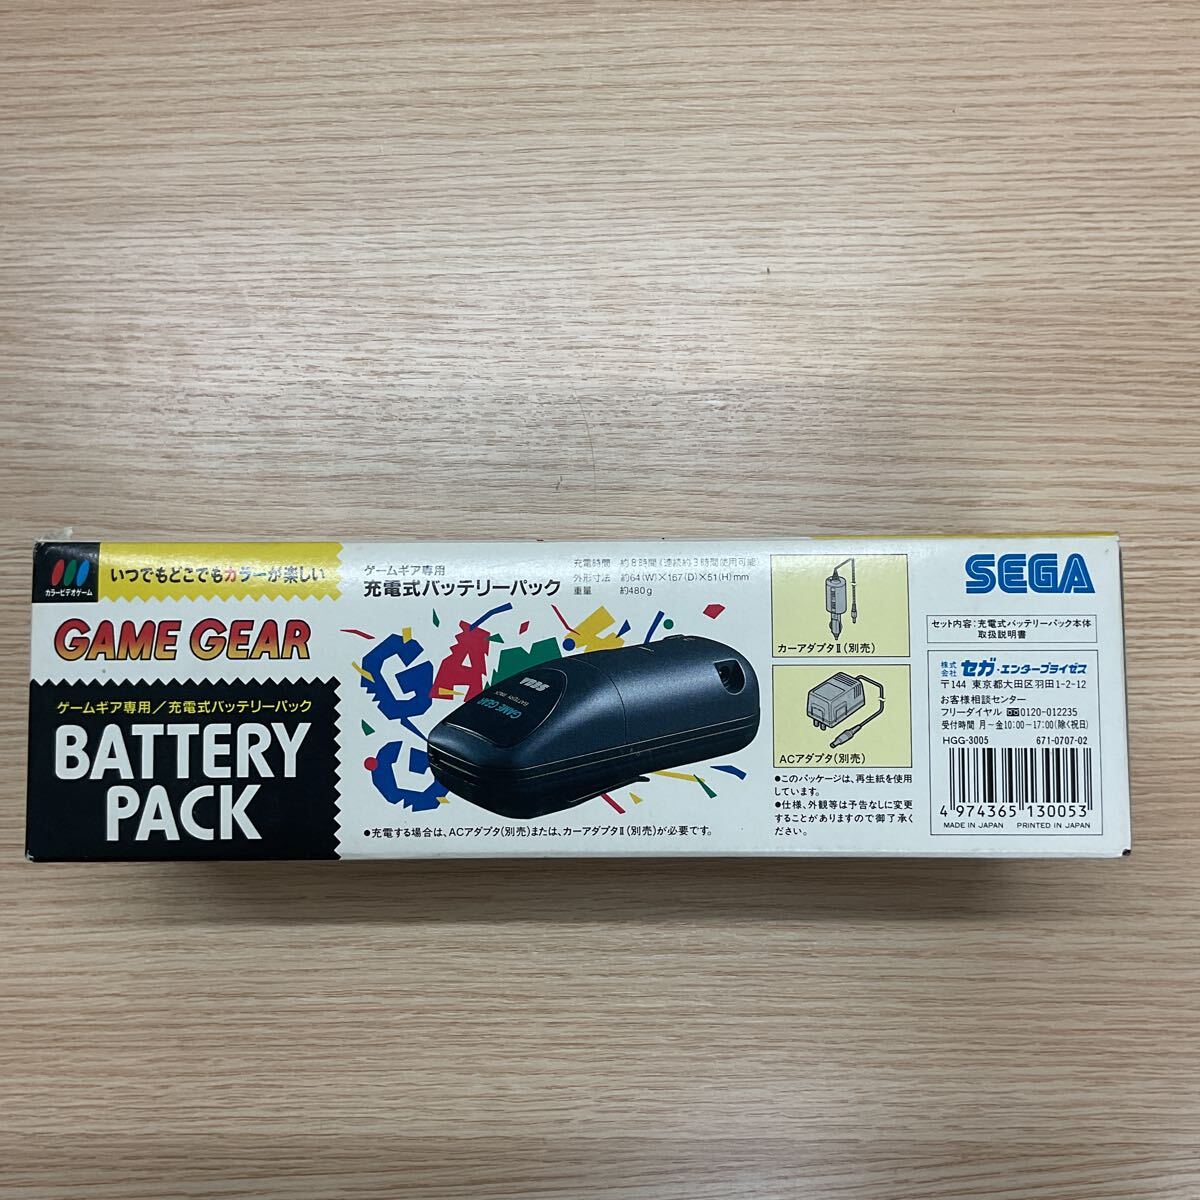 カラービデオゲーム
いつでもどこでもカラーが楽しい
GAME GEAR
ゲームギア専用/充電式バッテリーパック
BATTERY
PACK
ゲームギア専用
充電式バッテリーパック
充電時間 約8時間(連続約3時間使用可能)
外形寸法 約64(W)×167(D)×51(H)mm
重量 約480g
GAME
G G
SEGA
GAME GEAR
BATTERY PACK
●充電する場合は、ACアダプタ(別売)または、カーアダプタⅡ(別売)が必要です。
カーアダプタⅡ(別売)
ACアダプタ(別売)
●このパッケージは、再生紙を使用
しています。
●仕様、外観等は予告なしに変更
することがありますので御了承く
ださい。
SEGA
セット内容:充電式バッテリーパック本体
取扱説明書
株式会社 セガ・エンタープライゼス
〒144 東京都大田区羽田1-2-12
お客様相談センター
フリーダイヤル 0120-012235
受付時間 月~金10:00~17:00(除く祝日)
HGG-3005 671-0707-02
4 974365 130053
MADE IN JAPAN PRINTED IN JAPAN